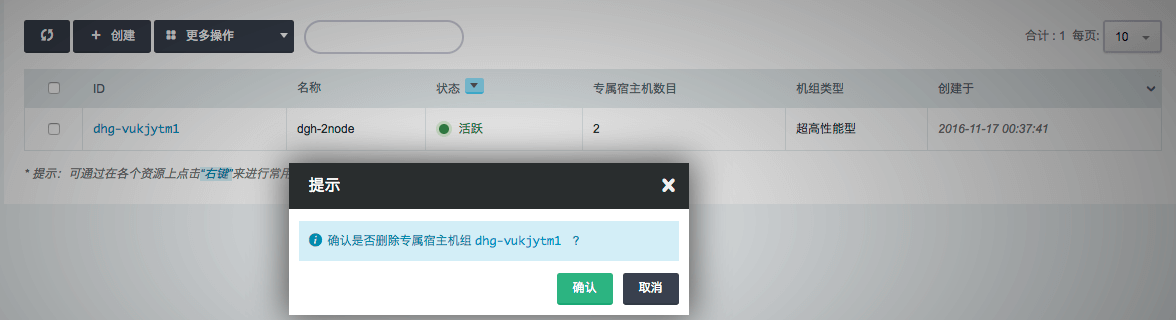 创建 更多操作 合计 : 1 每页: 10
ID 名称 状态 专属宿主机数目 机组类型 创建于
dhg-vukjytm1 dgh-2node 活跃 2 超高性能型 2016-11-17 00:37:41
* 提示：可通过在各个资源上点击"右键"来进行常用
提示
确认是否删除专属宿主机组 dhg-vukjytm1 ?
确认 取消